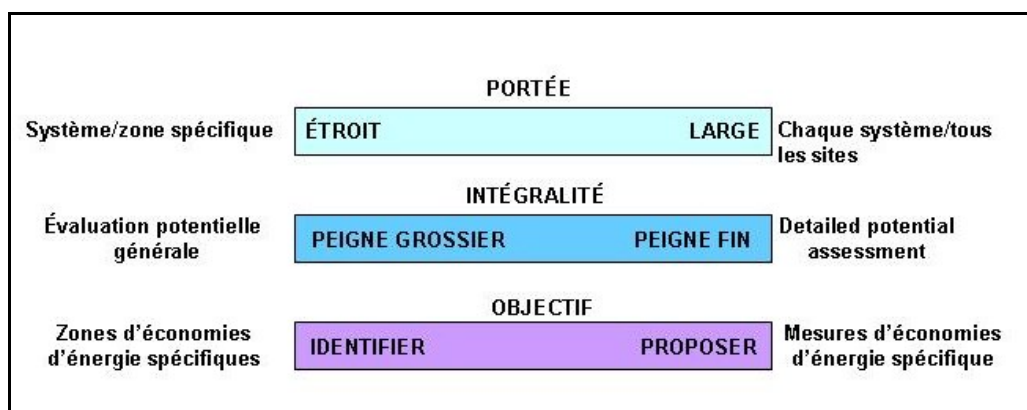 PORTÉE
Système/zone spécifique
ÉTROIT
LARGE
Chaque système/tous
les sites
INTÉGRALITÉ
Évaluation potentielle
générale
PEIGNE GROSSIER
PEIGNE FIN
Detailed potential
assessment
OBJECTIF
Zones d'économies
d'énergie spécifiques
IDENTIFIER
PROPOSER
Mesures d'économies
d'énergie spécifique